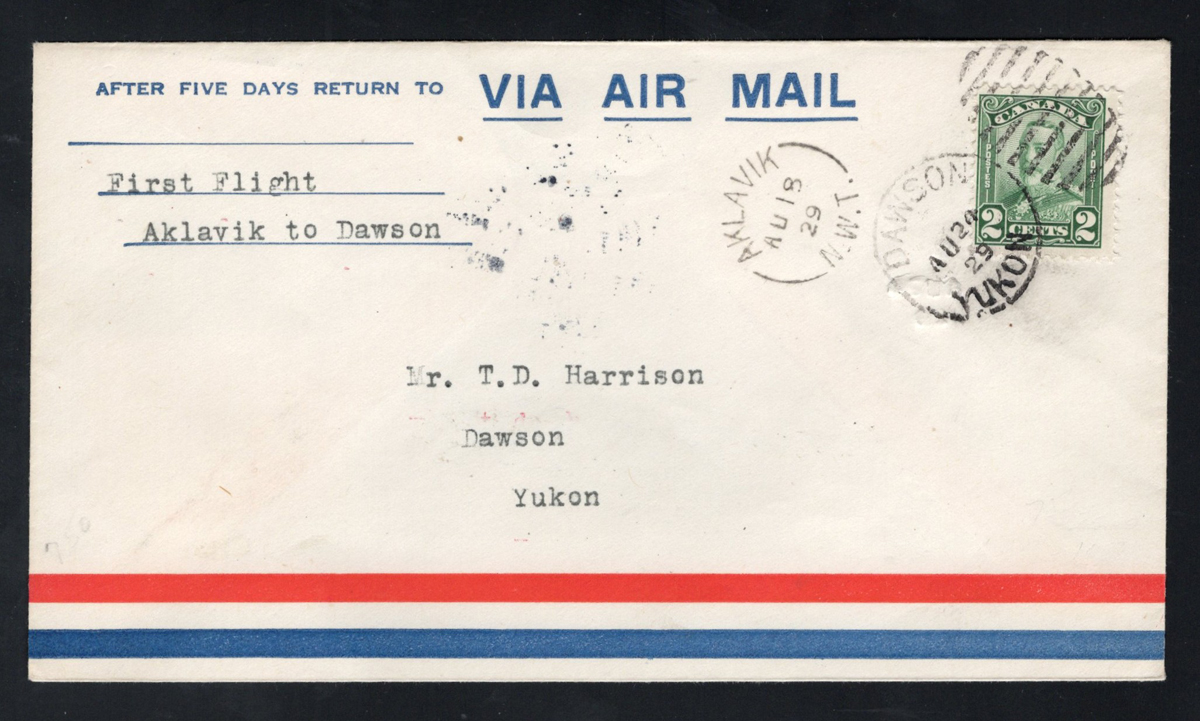 AFTER FIVE DAYS RETURN TO
VIA AIR MAIL
First Flight
Aklavik to Dawson
AKLAVIK
AU 18
29
N.W.T.
DAWSON
AU 20
29
YUKON
CANADA
POSTES
POST
2 CENTS 2
Mr. T.D. Harrison
Dawson
Yukon